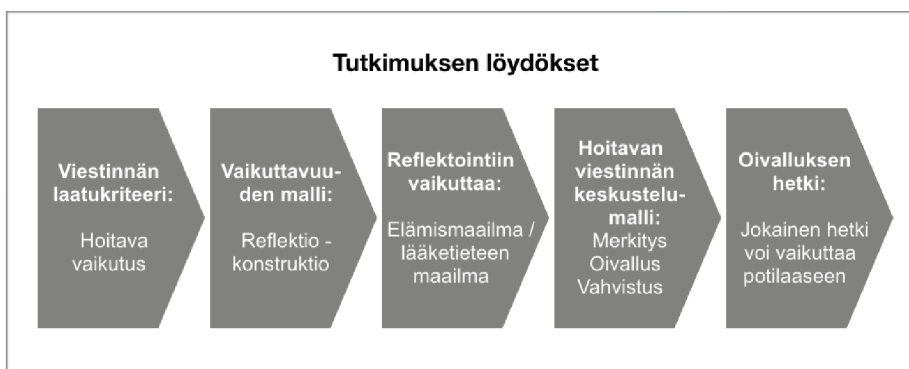 Tutkimuksen löydökset
Viestinnän
laatukriteeri:
Hoitava
vaikutus
Vaikuttavuu-
den malli:
Reflektio -
konstruktio
Reflektointiin
vaikuttaa:
Elämismaailma /
lääketieteen
maailma
Hoitavan
viestinnän
keskustelu-
malli:
Merkitys
Oivallus
Vahvistus
Oivalluksen
hetki:
Jokainen hetki
voi vaikuttaa
potilaaseen